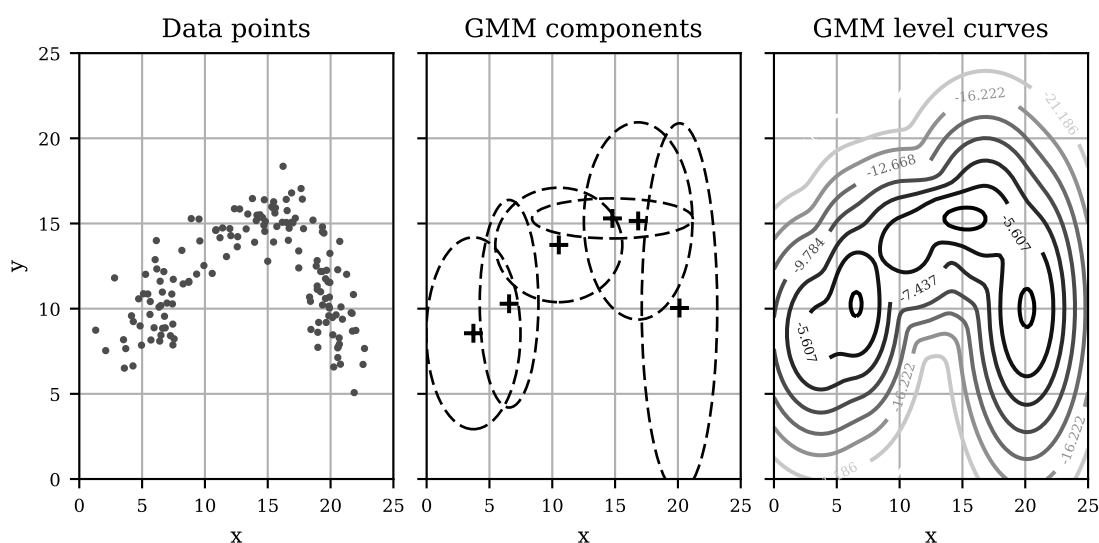 Data points
GMM components
GMM level curves
25
20
15
10
5
0
y
0 5 10 15 20 25
x
0 5 10 15 20 25
x
0 5 10 15 20 25
x
-16.222
-21.186
-12.668
-9.784
-5.607
-7.437
-5.607
-16.222
-16.222
86